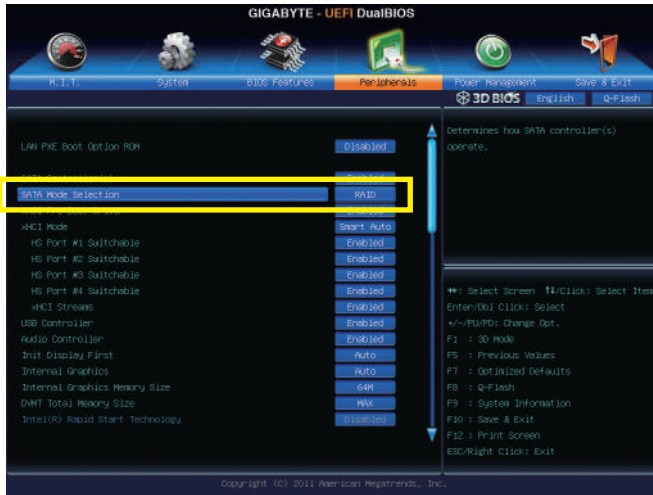 GIGABYTE - UEFI DualBIOS
M.I.T.
System
BIOS Features
Peripherals
Power Management
Save & Exit
3D BIOS
English
Q-Flash
LAN PXE Boot Option ROM Disabled
SATA Mode Selection RAID
xHCI Mode Smart Auto
HS Port #1 Switchable Enabled
HS Port #2 Switchable Enabled
HS Port #3 Switchable Enabled
HS Port #4 Switchable Enabled
xHCI Streams Enabled
USB Controller Enabled
Audio Controller Enabled
Init Display First Auto
Internal Graphics Auto
Internal Graphics Memory Size 64M
DVMT Total Memory Size MAX
Intel(R) Rapid Start Technology Disabled
Determines how SATA controller(s)
operate.
: Select Screen ↑↓/Click: Select Item
Enter/Dbl Click: Select
+/-/PU/PD: Change Opt.
F1 : 3D Mode
F5 : Previous Values
F7 : Optimized Defaults
F8 : Q-Flash
F9 : System Information
F10 : Save & Exit
F12 : Print Screen
ESC/Right Click: Exit
Copyright (C) 2011 American Megatrends, Inc.